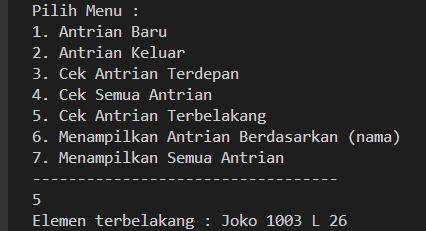 Pilih Menu :
1. Antrian Baru
2. Antrian Keluar
3. Cek Antrian Terdepan
4. Cek Semua Antrian
5. Cek Antrian Terbelakang
6. Menampilkan Antrian Berdasarkan (nama)
7. Menampilkan Semua Antrian
----------------------------------
5
Elemen terbelakang : Joko 1003 L 26